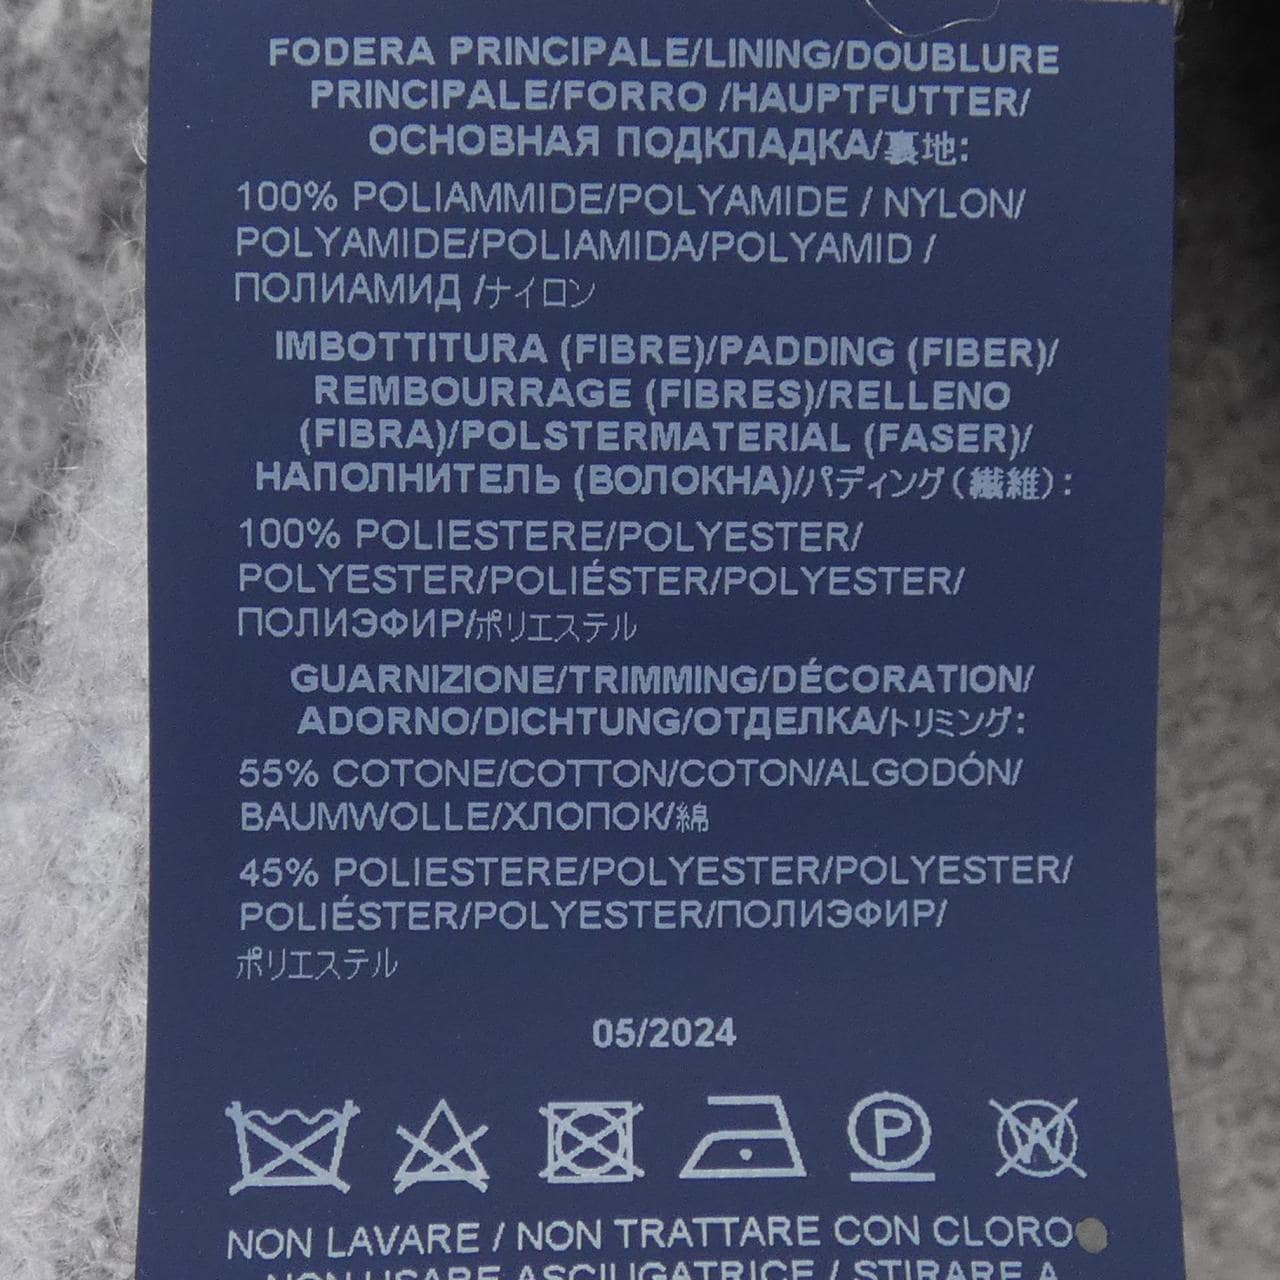 FODERA PRINCIPALE/LINING/DOUBLURE
PRINCIPALE/FORRO /HAUPTFUTTER/
ОСНОВНАЯ ПОДКЛАДКА/裏地:
100% POLIAMMIDE/POLYAMIDE / NYLON/
POLYAMIDE/POLIAMIDA/POLYAMID /
ПОЛИАМИД /ナイロン
IMBOTTITURA (FIBRE)/PADDING (FIBER)/
REMBOURRAGE (FIBRES)/RELLENO
(FIBRA)/POLSTERMATERIAL (FASER)/
НАПОЛНИТЕЛЬ (ВОЛОКНА)/パディング(繊維):
100% POLIESTERE/POLYESTER/
POLYESTER/POLIÉSTER/POLYESTER/
ПОЛИЭФИР/ポリエステル
GUARNIZIONE/TRIMMING/DÉCORATION/
ADORNO/DICHTUNG/ОТДЕЛКА/トリミング:
55% COTONE/COTTON/COTON/ALGODÓN/
BAUMWOLLE/ХЛОПОК/綿
45% POLIESTERE/POLYESTER/POLYESTER/
POLIÉSTER/POLYESTER/ПОЛИЭФИР/
ポリエステル
05/2024
P W
NON LAVARE / NON TRATTARE CON CLORO
NON USARE ASCIUGATRICE / STIRARE A